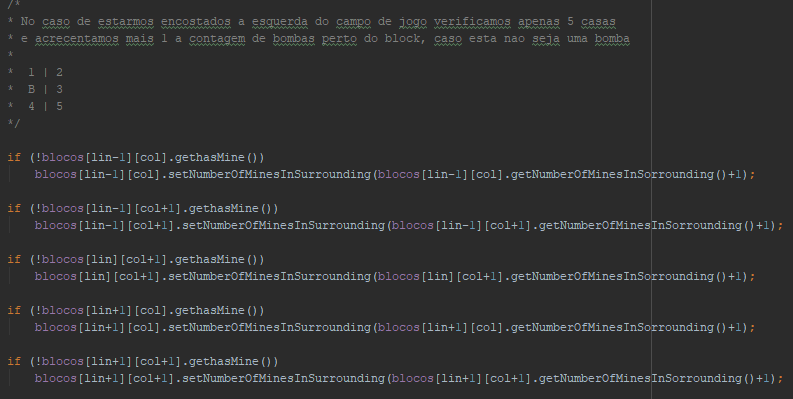 /*
* No caso de estarmos encostados a esquerda do campo de jogo verificamos apenas 5 casas
* e acrecentamos mais 1 a contagem de bombas perto do block, caso esta nao seja uma bomba
*
*  1 | 2
*  B | 3
*  4 | 5
*/
if (!blocos[lin-1][col].gethasMine())
blocos[lin-1][col].setNumberOfMinesInSurrounding(blocos[lin-1][col].getNumberOfMinesInSorrounding()+1);
if (!blocos[lin-1][col+1].gethasMine())
blocos[lin-1][col+1].setNumberOfMinesInSurrounding(blocos[lin-1][col+1].getNumberOfMinesInSorrounding()+1);
if (!blocos[lin][col+1].gethasMine())
blocos[lin][col+1].setNumberOfMinesInSurrounding(blocos[lin][col+1].getNumberOfMinesInSorrounding()+1);
if (!blocos[lin+1][col].gethasMine())
blocos[lin+1][col].setNumberOfMinesInSurrounding(blocos[lin+1][col].getNumberOfMinesInSorrounding()+1);
if (!blocos[lin+1][col+1].gethasMine())
blocos[lin+1][col+1].setNumberOfMinesInSurrounding(blocos[lin+1][col+1].getNumberOfMinesInSorrounding()+1);